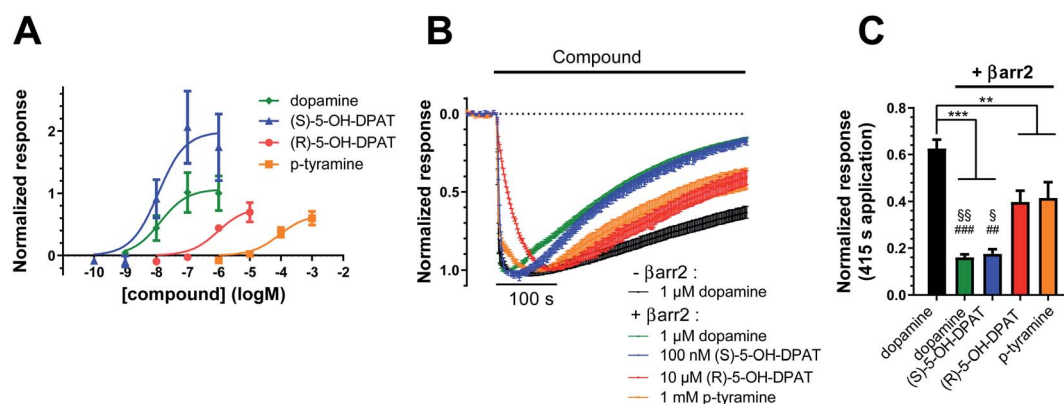 A
Normalized response
2
1
0
-10 -9 -8 -7 -6 -5 -4 -3 -2
[compound] (logM)
dopamine
(S)-5-OH-DPAT
(R)-5-OH-DPAT
p-tyramine
B
Compound
Normalized response
0.0
0.5
1.0
100 s
- βarr2 :
1 µM dopamine
+ βarr2 :
1 µM dopamine
100 nM (S)-5-OH-DPAT
10 µM (R)-5-OH-DPAT
1 mM p-tyramine
C
+ βarr2
Normalized response
(415 s application)
0.8
0.6
0.4
0.2
0.0
**
***
§§
###
§
##
dopamine
dopamine
(S)-5-OH-DPAT
(R)-5-OH-DPAT
p-tyramine